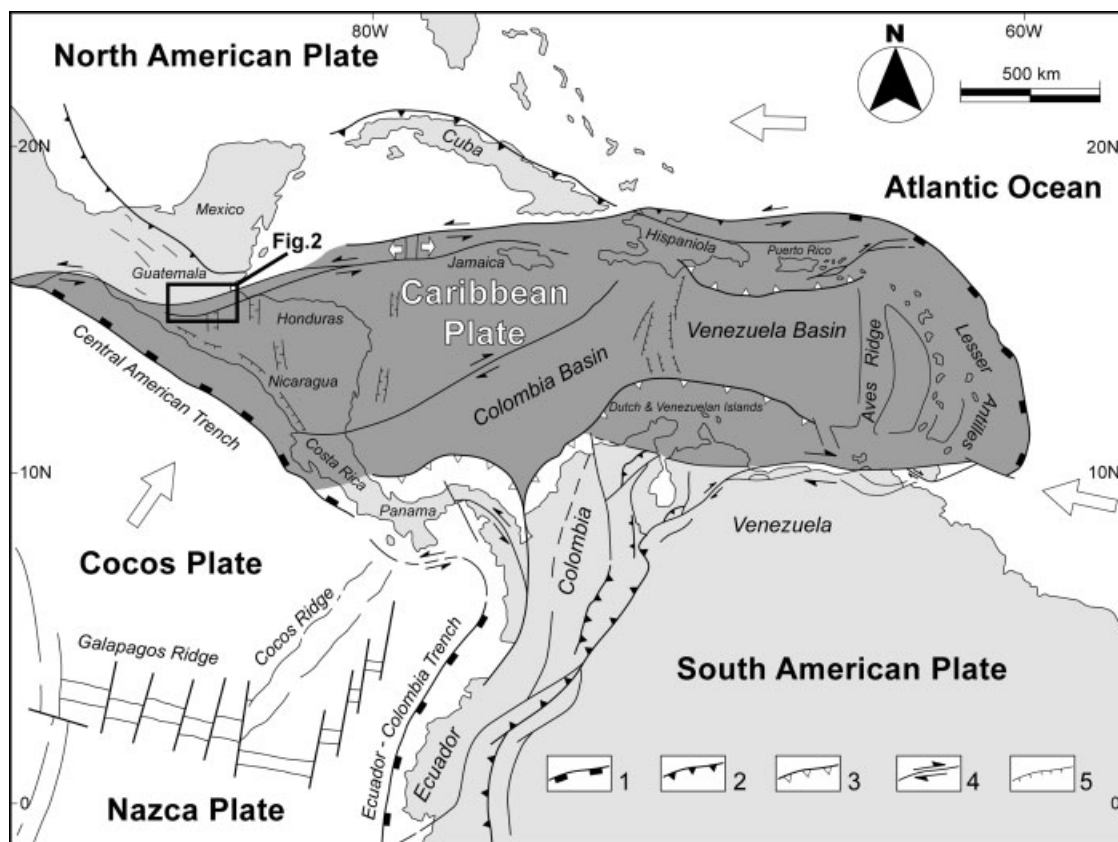 80W
60W
North American Plate
N
500 km
20N
20N
Cuba
Atlantic Ocean
Mexico
Fig.2
Guatemala
Hispaniola
Puerto Rico
Jamaica
Caribbean
Plate
Honduras
Venezuela Basin
Central American Trench
Nicaragua
Colombia Basin
Aves Ridge
Lesser
Antilles
Dutch & Venezuelan Islands
Costa Rica
10N
10N
Panama
Venezuela
Colombia
Cocos Plate
Cocos Ridge
Galapagos Ridge
Ecuador - Colombia Trench
South American Plate
Ecuador
1
2
3
4
5
Nazca Plate
0
0